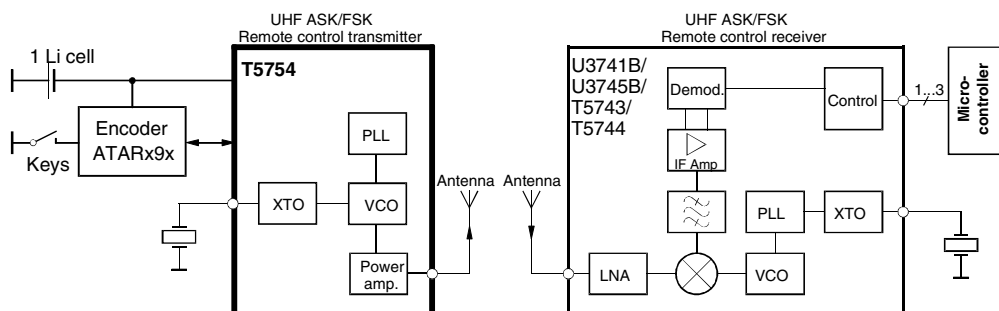 UHF ASK/FSK
Remote control transmitter
1 Li cell
T5754
Encoder
ATARx9x
Keys
PLL
XTO
VCO
Power
amp.
Antenna
Antenna
UHF ASK/FSK
Remote control receiver
U3741B/
U3745B/
T5743/
T5744
Demod.
IF Amp
Control
1...3
Micro-
controller
PLL
XTO
LNA
VCO